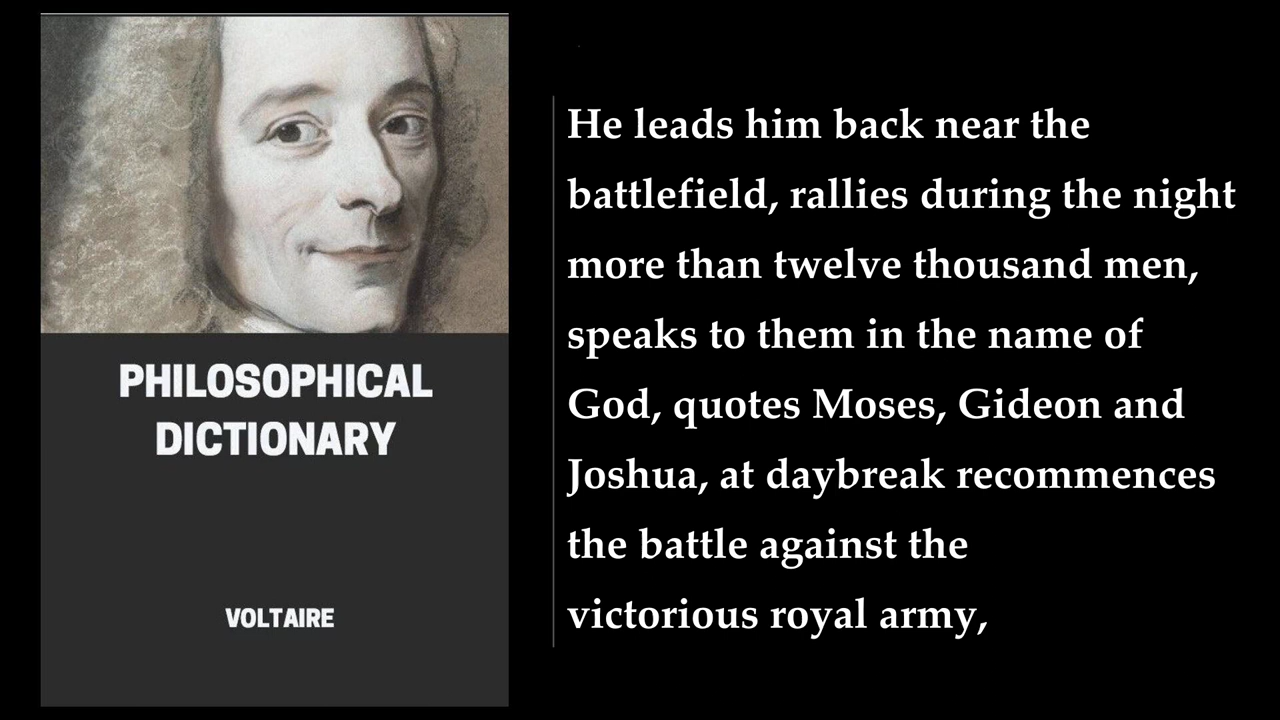 PHILOSOPHICAL
DICTIONARY
VOLTAIRE
He leads him back near the
battlefield, rallies during the night
more than twelve thousand men,
speaks to them in the name of
God, quotes Moses, Gideon and
Joshua, at daybreak recommences
the battle against the
victorious royal army,